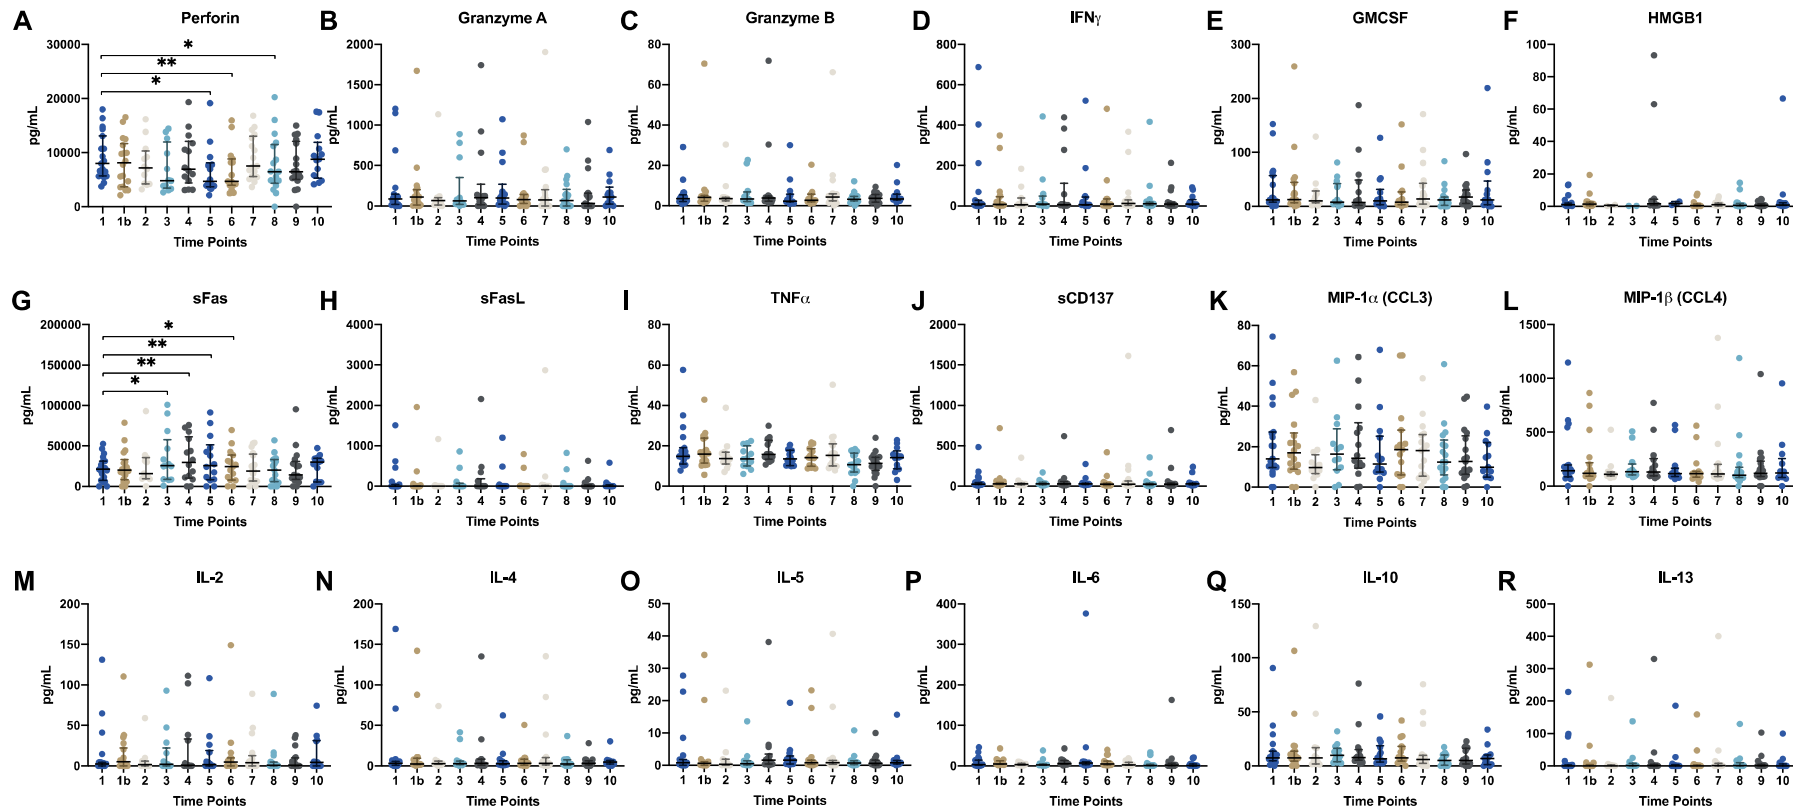 A Perforin
30000
20000
10000
0
pg/mL
*
**
*
1 1b 2 3 4 5 6 7 8 9 10
Time Points
B Granzyme A
2000
1500
1000
500
0
pg/mL
1 1b 2 3 4 5 6 7 8 9 10
Time Points
C Granzyme B
80
60
40
20
0
pg/mL
1 1b 2 3 4 5 6 7 8 9 10
Time Points
D IFNγ
800
600
400
200
0
pg/mL
1 1b 2 3 4 5 6 7 8 9 10
Time Points
E GMCSF
300
200
100
0
pg/mL
1 1b 2 3 4 5 6 7 8 9 10
Time Points
F HMGB1
100
80
60
40
20
0
pg/mL
1 1b 2 3 4 5 6 7 8 9 10
Time Points
G sFas
200000
150000
100000
50000
0
pg/mL
*
**
**
*
1 1b 2 3 4 5 6 7 8 9 10
Time Points
H sFasL
4000
3000
2000
1000
0
pg/mL
1 1b 2 3 4 5 6 7 8 9 10
Time Points
I TNFα
80
60
40
20
0
pg/mL
1 1b 2 3 4 5 6 7 8 9 10
Time Points
J sCD137
2000
1500
1000
500
0
pg/mL
1 1b 2 3 4 5 6 7 8 9 10
Time Points
K MIP-1α (CCL3)
80
60
40
20
0
pg/mL
1 1b 2 3 4 5 6 7 8 9 10
Time Points
L MIP-1β (CCL4)
1500
1000
500
0
pg/mL
1 1b 2 3 4 5 6 7 8 9 10
Time Points
M IL-2
200
150
100
50
0
pg/mL
1 1b 2 3 4 5 6 7 8 9 10
Time Points
N IL-4
200
150
100
50
0
pg/mL
1 1b 2 3 4 5 6 7 8 9 10
Time Points
O IL-5
50
40
30
20
10
0
pg/mL
1 1b 2 3 4 5 6 7 8 9 10
Time Points
P IL-6
400
300
200
100
0
pg/mL
1 1b 2 3 4 5 6 7 8 9 10
Time Points
Q IL-10
150
100
50
0
pg/mL
1 1b 2 3 4 5 6 7 8 9 10
Time Points
R IL-13
500
400
300
200
100
0
pg/mL
1 1b 2 3 4 5 6 7 8 9 10
Time Points